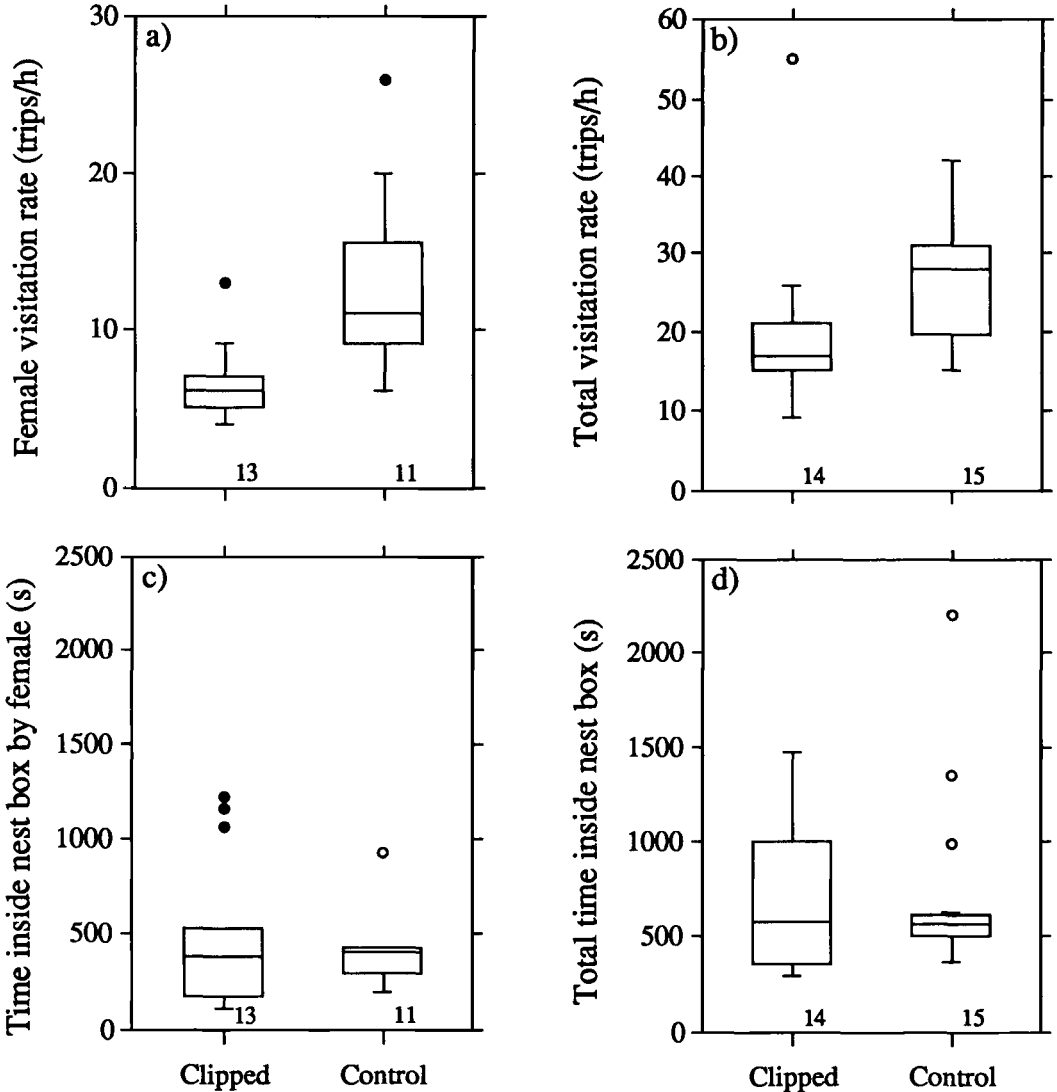 Female visitation rate (trips/h)
30
20
10
0
a)
13
11
Total visitation rate (trips/h)
60
50
40
30
20
10
0
b)
14
15
Time inside nest box by female (s)
2500
2000
1500
1000
500
0
c)
13
11
Clipped
Control
Total time inside nest box (s)
2500
2000
1500
1000
500
0
d)
14
15
Clipped
Control